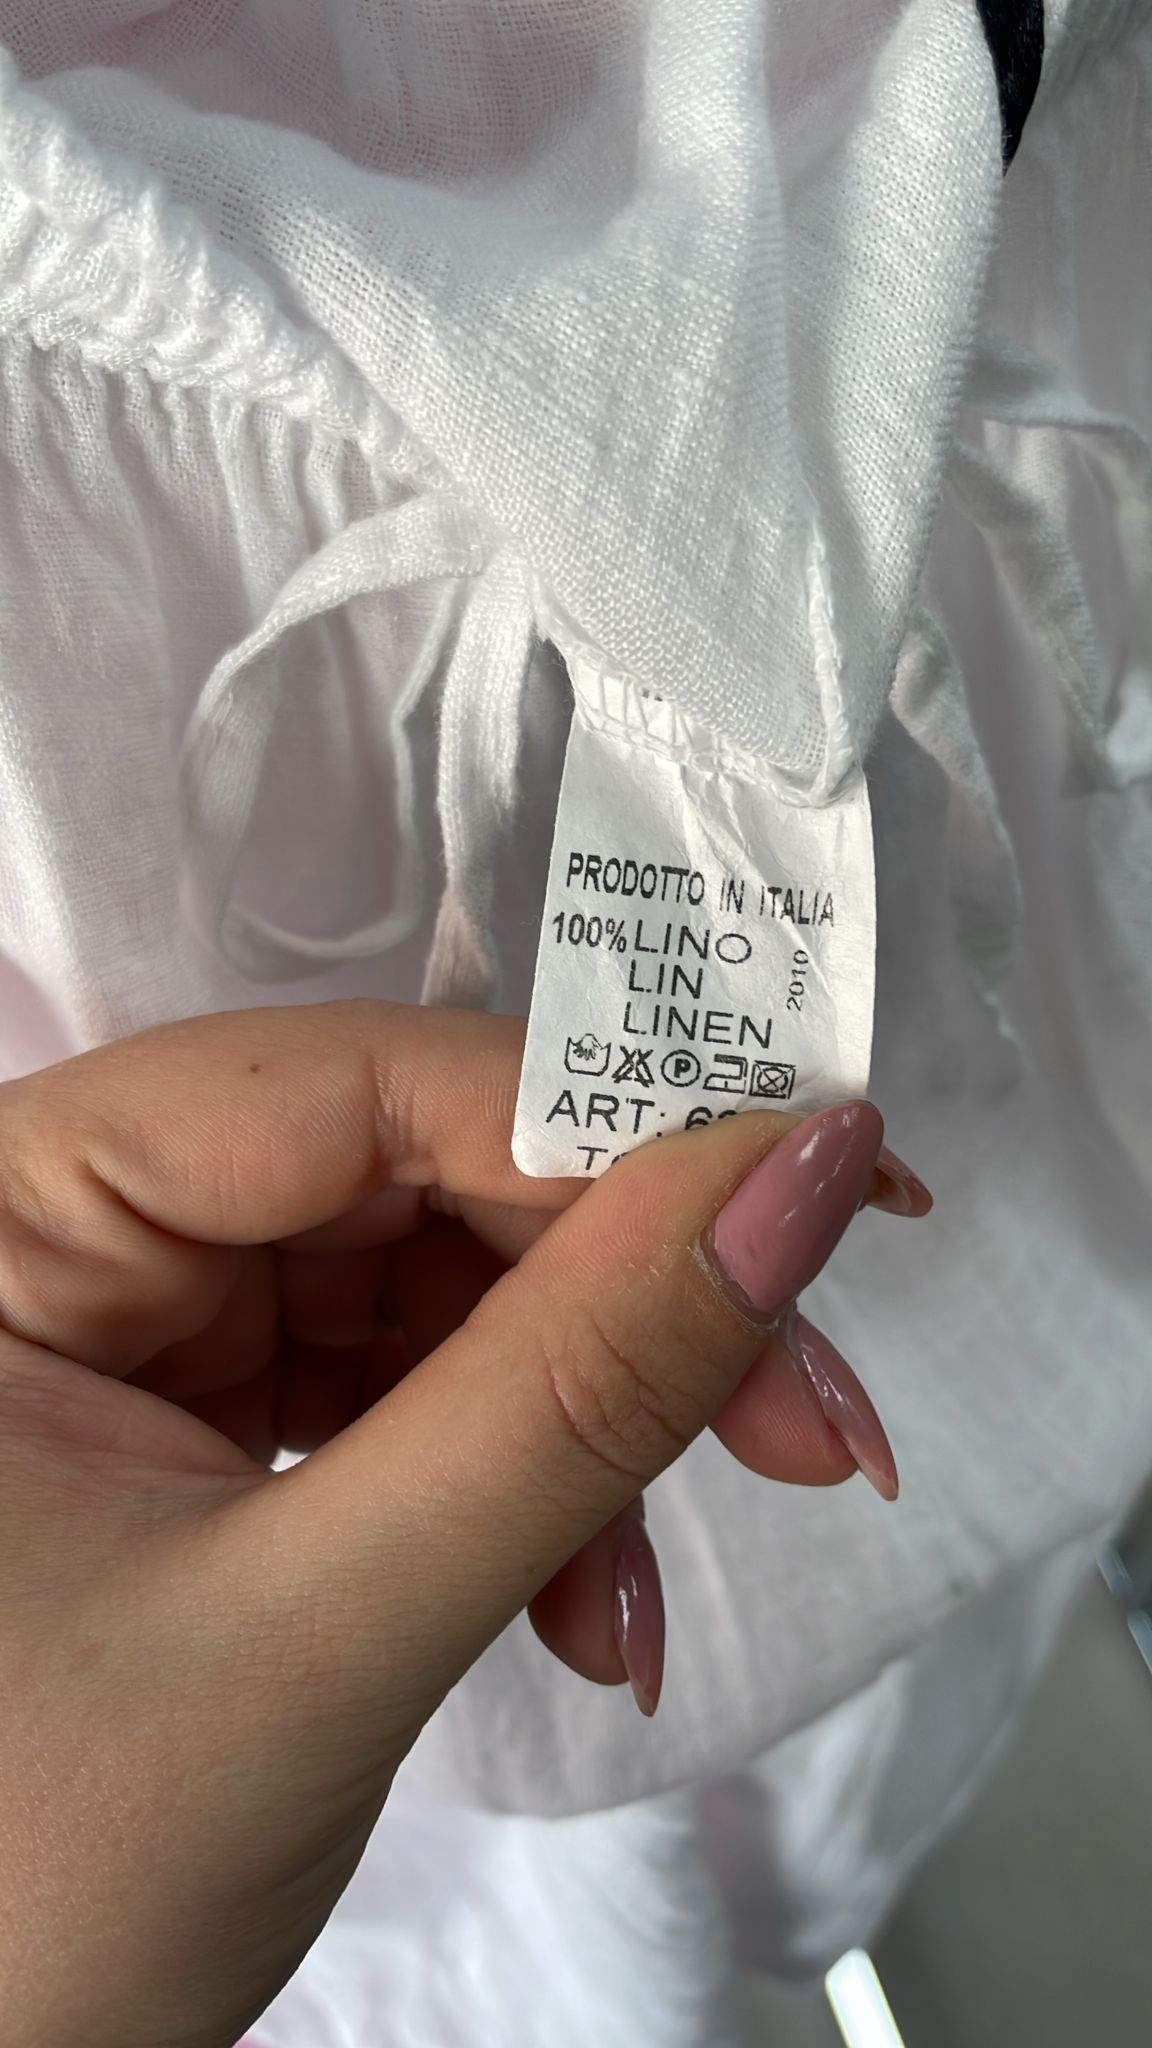 PRODOTTO IN ITALIA
100% LINO
LIN
LINEN
2010
P
ART: